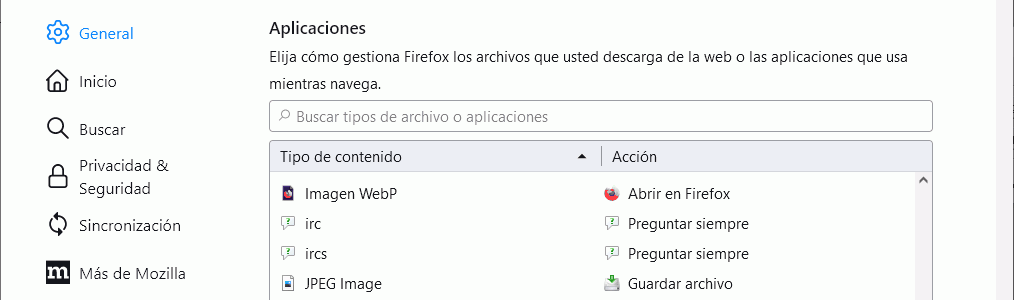 General
Inicio
Buscar
Privacidad &
Seguridad
Sincronización
Más de Mozilla
Aplicaciones
Elija cómo gestiona Firefox los archivos que usted descarga de la web o las aplicaciones que usa
mientras navega.
Buscar tipos de archivo o aplicaciones
Tipo de contenido Acción
Imagen WebP Abrir en Firefox
irc Preguntar siempre
ircs Preguntar siempre
JPEG Image Guardar archivo